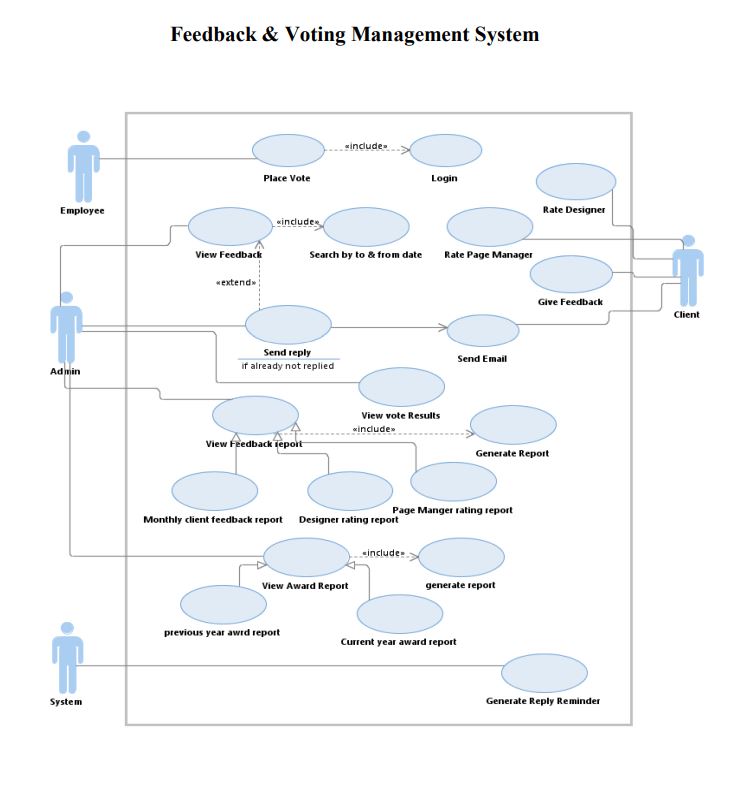 Feedback & Voting Management System
«include»
Place Vote
Login
Employee
Rate Designer
«include»
View Feedback
Search by to & from date
Rate Page Manager
«extend»
Give Feedback
Client
Send reply
if already not replied
Send Email
Admin
View vote Results
«include»
View Feedback report
Generate Report
Monthly client feedback report
Designer rating report
Page Manger rating report
«include»
View Award Report
generate report
previous year awrd report
Current year award report
System
Generate Reply Reminder